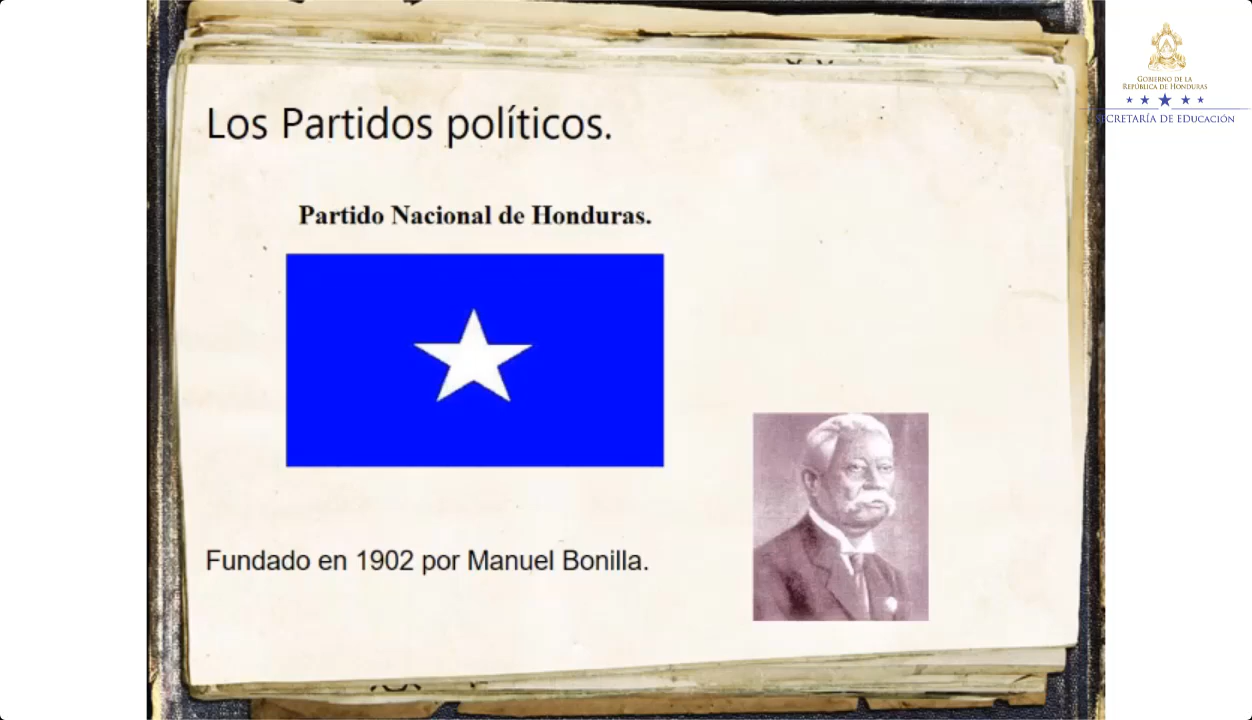 Los Partidos políticos.
Partido Nacional de Honduras.
Fundado en 1902 por Manuel Bonilla.
GOBIERNO DE LA
REPÚBLICA DE HONDURAS
SECRETARÍA DE EDUCACIÓN